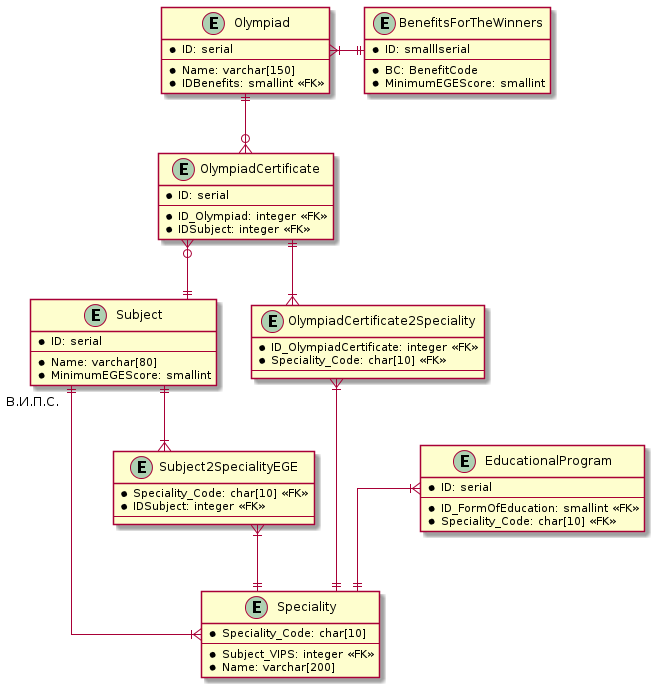 E Olympiad
ID: serial
Name: varchar[150]
IDBenefits: smallint «FK»
E BenefitsForTheWinners
ID: smalllserial
BC: BenefitCode
MinimumEGEScore: smallint
E OlympiadCertificate
ID: serial
ID_Olympiad: integer «FK»
IDSubject: integer «FK»
E Subject
ID: serial
Name: varchar[80]
MinimumEGEScore: smallint
E OlympiadCertificate2Speciality
ID_OlympiadCertificate: integer «FK»
Speciality_Code: char[10] «FK»
В.И.П.С.
E Subject2SpecialityEGE
Speciality_Code: char[10] «FK»
IDSubject: integer «FK»
E EducationalProgram
ID: serial
ID_FormOfEducation: smallint «FK»
Speciality_Code: char[10] «FK»
E Speciality
Speciality_Code: char[10]
Subject_VIPS: integer «FK»
Name: varchar[200]